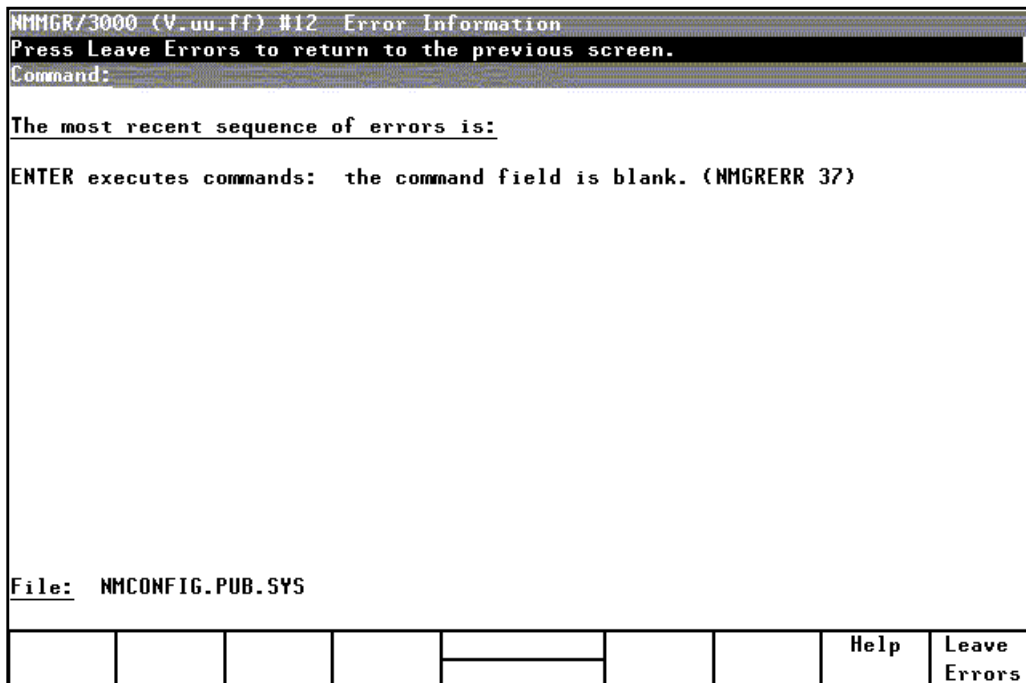 NMMGR/3000 (V.uu.ff) #12 Error Information
Press Leave Errors to return to the previous screen.
Command:
The most recent sequence of errors is:
ENTER executes commands: the command field is blank. (NMGRERR 37)
File: NMCONFIG.PUB.SYS
Help
Leave
Errors